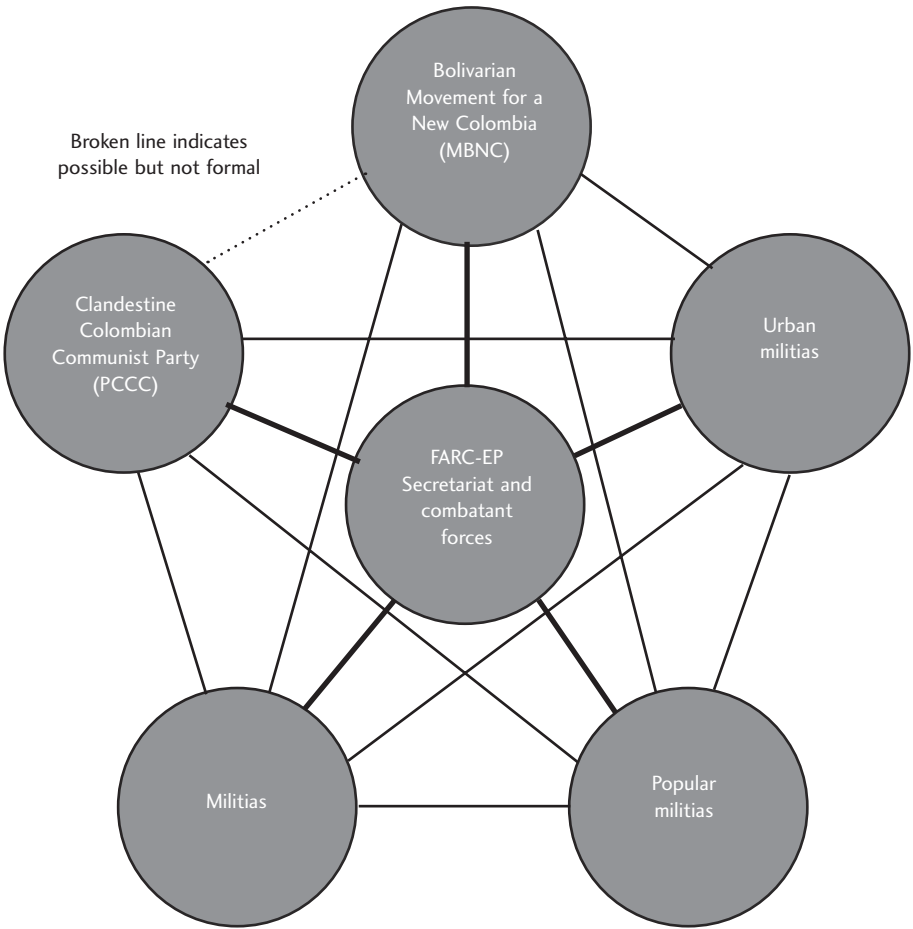 Bolivarian
Movement for a
New Colombia
(MBNC)
Broken line indicates
possible but not formal
Clandestine
Colombian
Communist Party
(PCCC)
Urban
militias
FARC-EP
Secretariat and
combatant
forces
Militias
Popular
militias